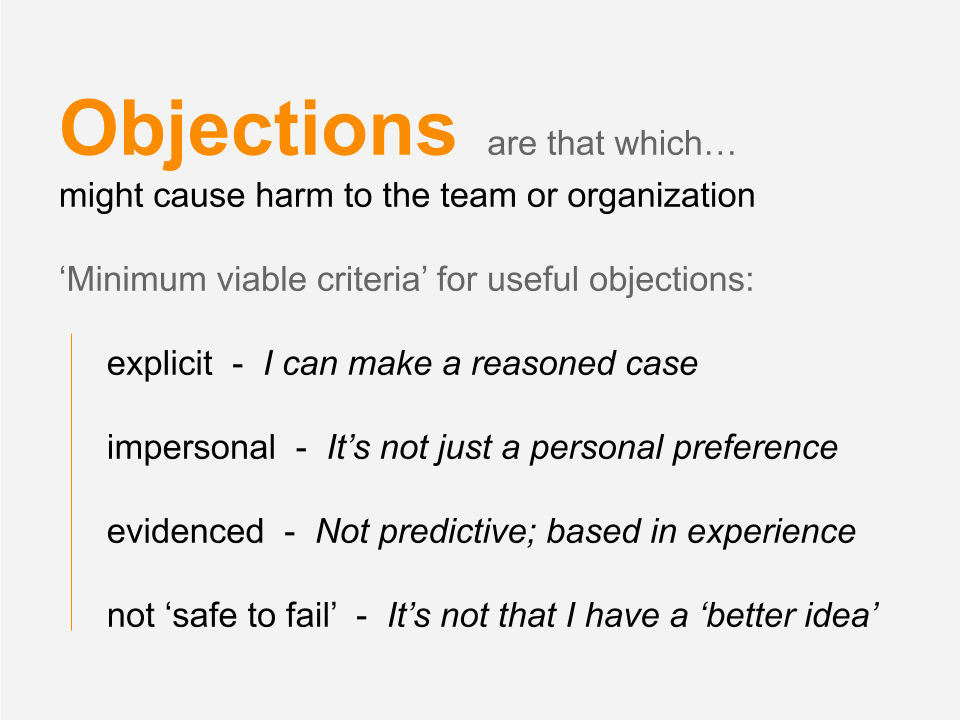 Objections are that which…
might cause harm to the team or organization
‘Minimum viable criteria’ for useful objections:
explicit - I can make a reasoned case
impersonal - It’s not just a personal preference
evidenced - Not predictive; based in experience
not ‘safe to fail’ - It’s not that I have a ‘better idea’